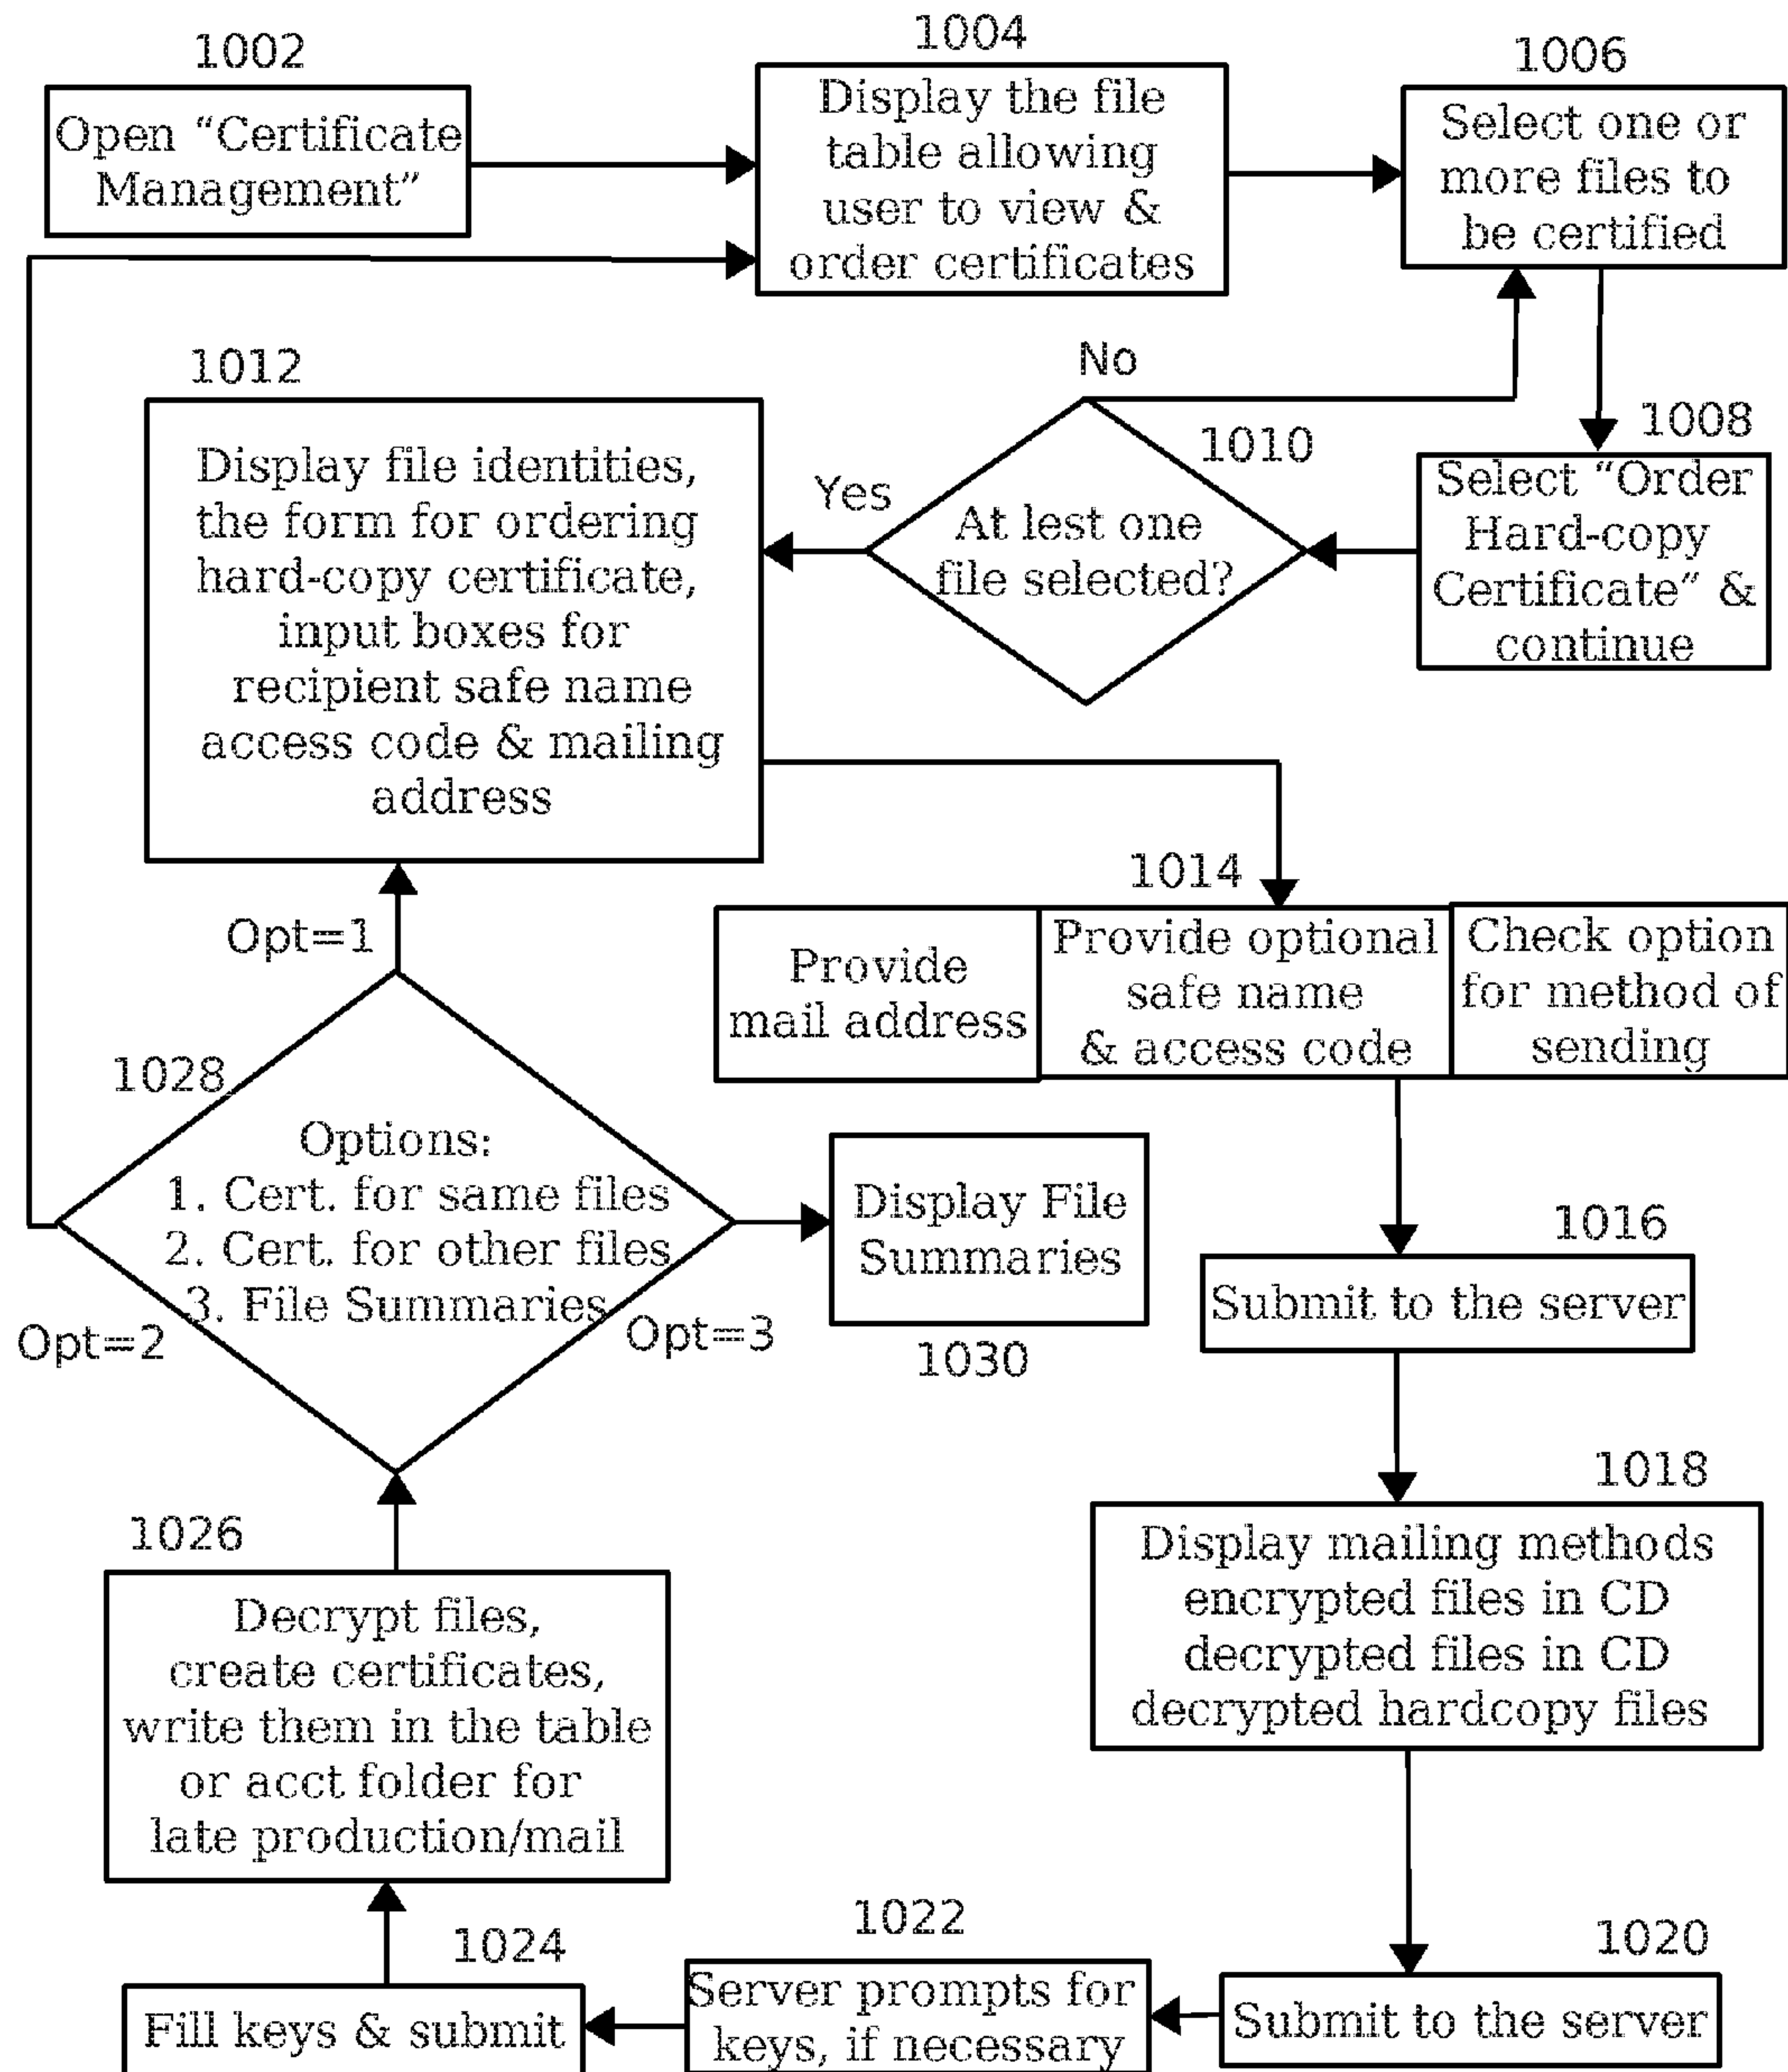 1002
Open “Certificate
Management”
1004
Display the file
table allowing
user to view &
order certificates
1006
Select one or
more files to
be certified
1008
Select “Order
Hard-copy
Certificate” &
continue
1010
At lest one
file selected?
No
Yes
1012
Display file identities,
the form for ordering
hard-copy certificate,
input boxes for
recipient safe name
access code & mailing
address
1014
Provide
mail address
Provide optional
safe name
& access code
Check option
for method of
sending
1016
Submit to the server
1018
Display mailing methods
encrypted files in CD
decrypted files in CD
decrypted hardcopy files
1020
Submit to the server
1022
Server prompts for
keys, if necessary
1024
Fill keys & submit
1026
Decrypt files,
create certificates,
write them in the table
or acct folder for
late production/mail
1028
Options:
1. Cert. for same files
2. Cert. for other files
3. File Summaries
Opt=1
Opt=2
Opt=3
Display File
Summaries
1030